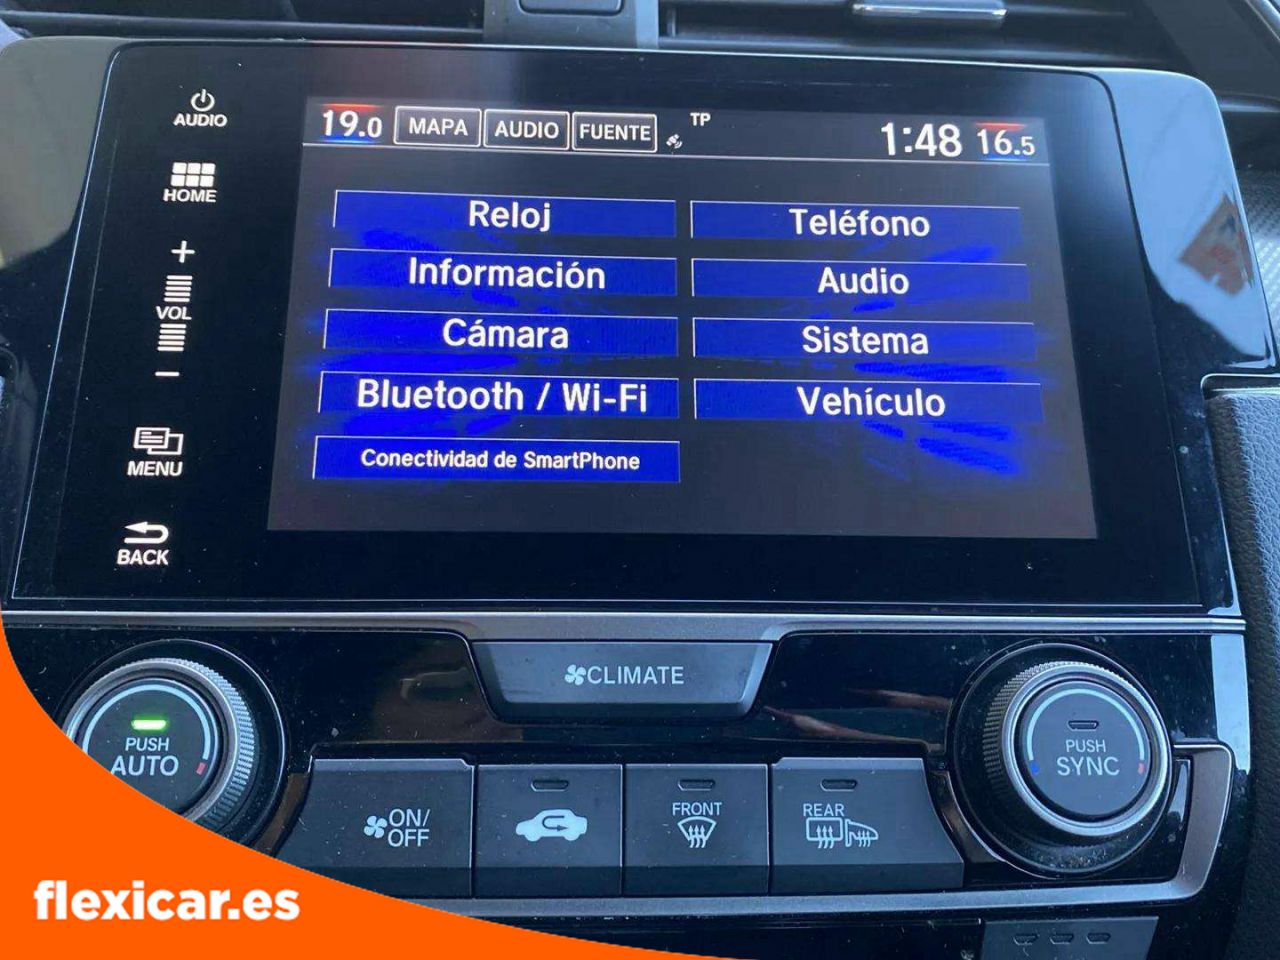 AUDIO
19.0 MAPA AUDIO FUENTE TP 1:48 16.5
HOME
Reloj
Teléfono
Información
Audio
VOL
Cámara
Sistema
Bluetooth / Wi-Fi
Vehículo
Conectividad de SmartPhone
MENU
BACK
CLIMATE
PUSH
AUTO
PUSH
SYNC
ON/
OFF
FRONT
REAR
flexicar.es